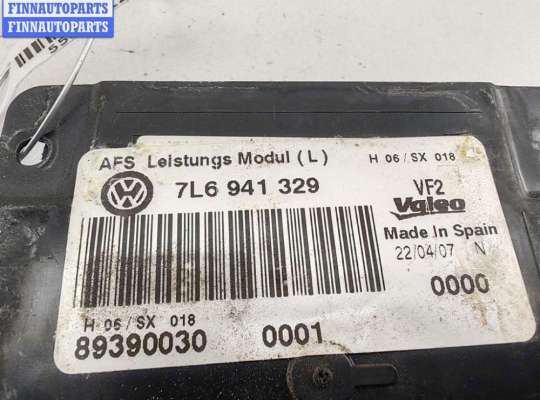 FINNAUTOPARTS
FINNAUTOPARTS
AFS Leistungs Modul (L)
H 06/SX 018
7L6 941 329
VF2
Valeo
Made In Spain
22/04/07 N
0000
H 06/SX 018
89390030 0001